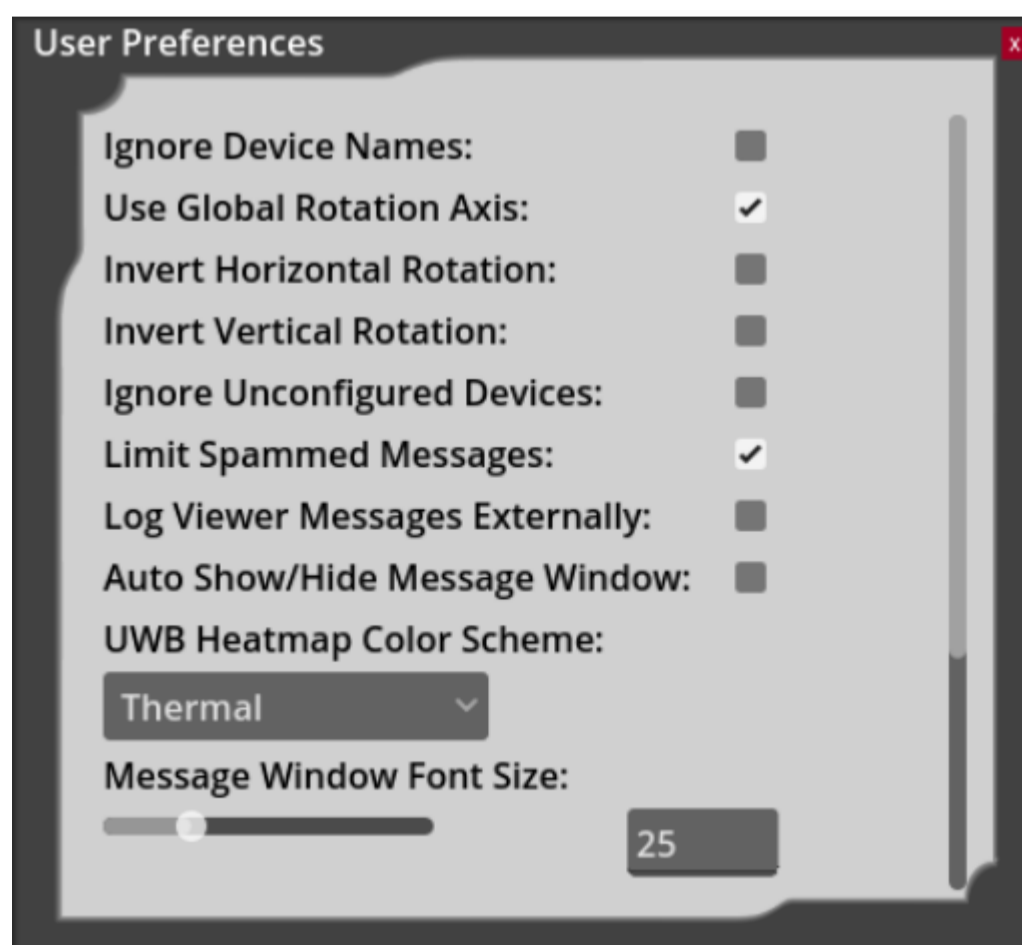 User Preferences
x
Ignore Device Names:
Use Global Rotation Axis:
Invert Horizontal Rotation:
Invert Vertical Rotation:
Ignore Unconfigured Devices:
Limit Spammed Messages:
Log Viewer Messages Externally:
Auto Show/Hide Message Window:
UWB Heatmap Color Scheme:
Thermal
Message Window Font Size:
25